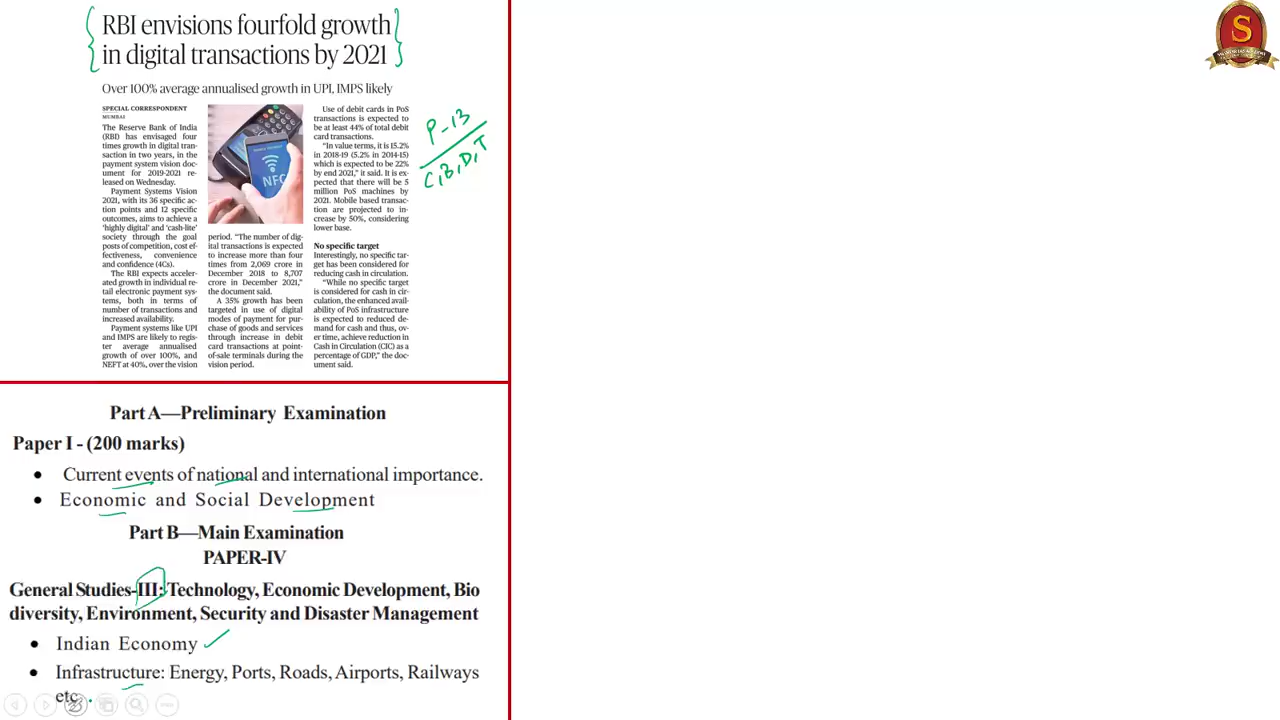 RBI envisions fourfold growth
in digital transactions by 2021
Over 100% average annualised growth in UPI, IMPS likely
SPECIAL CORRESPONDENT
MUMBAI
The Reserve Bank of India
(RBI) has envisaged four
times growth in digital tran-
saction in two years, in the
payment system vision doc-
ument for 2019-2021 re-
leased on Wednesday.
Payment Systems Vision
2021, with its 36 specific ac-
tion points and 12 specific
outcomes, aims to achieve a
'highly digital' and 'cash-lite'
society through the goal
posts of competition, cost ef-
fectiveness, convenience
and confidence (4Cs).
The RBI expects acceler-
ated growth in individual re-
tail electronic payment sys-
tems, both in terms of
number of transactions and
increased availability.
Payment systems like UPI
and IMPS are likely to regis-
ter average annualised
growth of over 100%, and
NEFT at 40%, over the vision
NFC
period. "The number of dig-
ital transactions is expected
to increase more than four
times from 2,069 crore in
December 2018 to 8,707
crore in December 2021,"
the document said.
A 35% growth has been
targeted in use of digital
modes of payment for pur-
chase of goods and services
through increase in debit
card transactions at point-
of-sale terminals during the
vision period.
Use of debit cards in PoS
transactions is expected to
be at least 44% of total debit
card transactions.
"In value terms, it is 15.2%
in 2018-19 (5.2% in 2014-15)
which is expected to be 22%
by end 2021," it said. It is ex-
pected that there will be 5
million PoS machines by
2021. Mobile based transac-
tion are projected to in-
crease by 50%, considering
lower base.
No specific target
Interestingly, no specific tar-
get has been considered for
reducing cash in circulation.
"While no specific target
is considered for cash in cir-
culation, the enhanced avail-
ability of PoS infrastructure
is expected to reduced de-
mand for cash and thus, ov-
er time, achieve reduction in
Cash in Circulation (CIC) as a
percentage of GDP," the doc-
ument said.
P-13
C, B, D, T
S
Part A—Preliminary Examination
Paper I - (200 marks)
• Current events of national and international importance.
• Economic and Social Development
Part B—Main Examination
PAPER-IV
General Studies-III: Technology, Economic Development, Bio
diversity, Environment, Security and Disaster Management
• Indian Economy
• Infrastructure: Energy, Ports, Roads, Airports, Railways
etc.